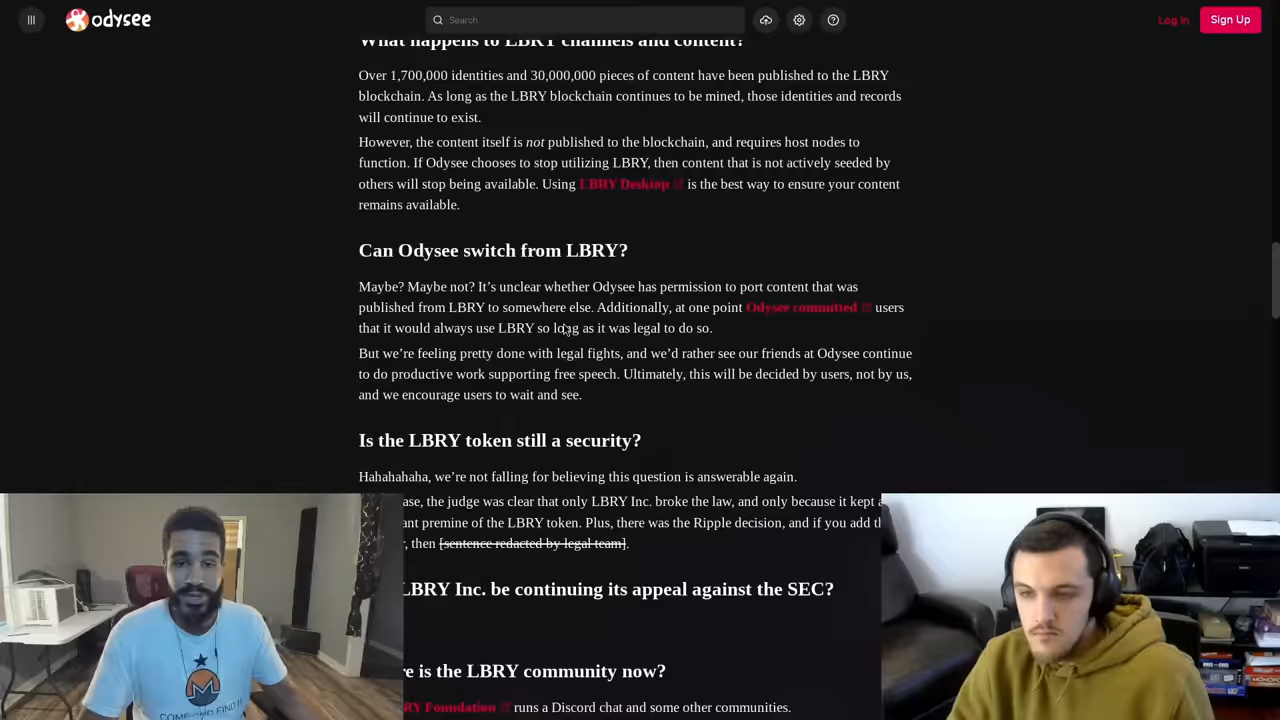 odysee
Search
Log In
Sign Up
What happens to LBRY channels and content?
Over 1,700,000 identities and 30,000,000 pieces of content have been published to the LBRY
blockchain. As long as the LBRY blockchain continues to be mined, those identities and records
will continue to exist.
However, the content itself is not published to the blockchain, and requires host nodes to
function. If Odysee chooses to stop utilizing LBRY, then content that is not actively seeded by
others will stop being available. Using LBRY Desktop is the best way to ensure your content
remains available.
Can Odysee switch from LBRY?
Maybe? Maybe not? It’s unclear whether Odysee has permission to port content that was
published from LBRY to somewhere else. Additionally, at one point Odysee committed users
that it would always use LBRY so long as it was legal to do so.
But we’re feeling pretty done with legal fights, and we’d rather see our friends at Odysee continue
to do productive work supporting free speech. Ultimately, this will be decided by users, not by us,
and we encourage users to wait and see.
Is the LBRY token still a security?
Hahahahaha, we’re not falling for believing this question is answerable again.
ase, the judge was clear that only LBRY Inc. broke the law, and only because it kept
ant premine of the LBRY token. Plus, there was the Ripple decision, and if you add
, then [sentence redacted by legal team].
LBRY Inc. be continuing its appeal against the SEC?
re is the LBRY community now?
RY Foundation runs a Discord chat and some other communities.
COME AND FIND